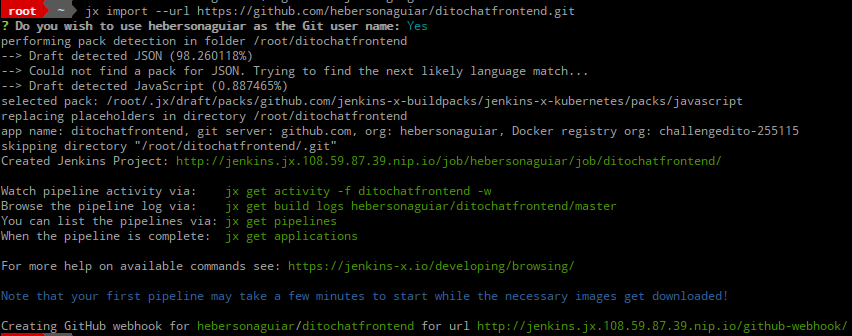 root ~ jx import --url https://github.com/hebersonaguiar/ditochatfrontend.git
? Do you wish to use hebersonaguiar as the Git user name: Yes
performing pack detection in folder /root/ditochatfrontend
--> Draft detected JSON (98.260118%)
--> Could not find a pack for JSON. Trying to find the next likely language match...
--> Draft detected JavaScript (0.887465%)
selected pack: /root/.jx/draft/packs/github.com/jenkins-x-buildpacks/jenkins-x-kubernetes/packs/javascript
replacing placeholders in directory /root/ditochatfrontend
app name: ditochatfrontend, git server: github.com, org: hebersonaguiar, Docker registry org: challengedito-255115
skipping directory "/root/ditochatfrontend/.git"
Created Jenkins Project: http://jenkins.jx.108.59.87.39.nip.io/job/hebersonaguiar/job/ditochatfrontend/
Watch pipeline activity via: jx get activity -f ditochatfrontend -w
Browse the pipeline log via: jx get build logs hebersonaguiar/ditochatfrontend/master
You can list the pipelines via: jx get pipelines
When the pipeline is complete: jx get applications
For more help on available commands see: https://jenkins-x.io/developing/browsing/
Note that your first pipeline may take a few minutes to start while the necessary images get downloaded!
Creating GitHub webhook for hebersonaguiar/ditochatfrontend for url http://jenkins.jx.108.59.87.39.nip.io/github-webhook/